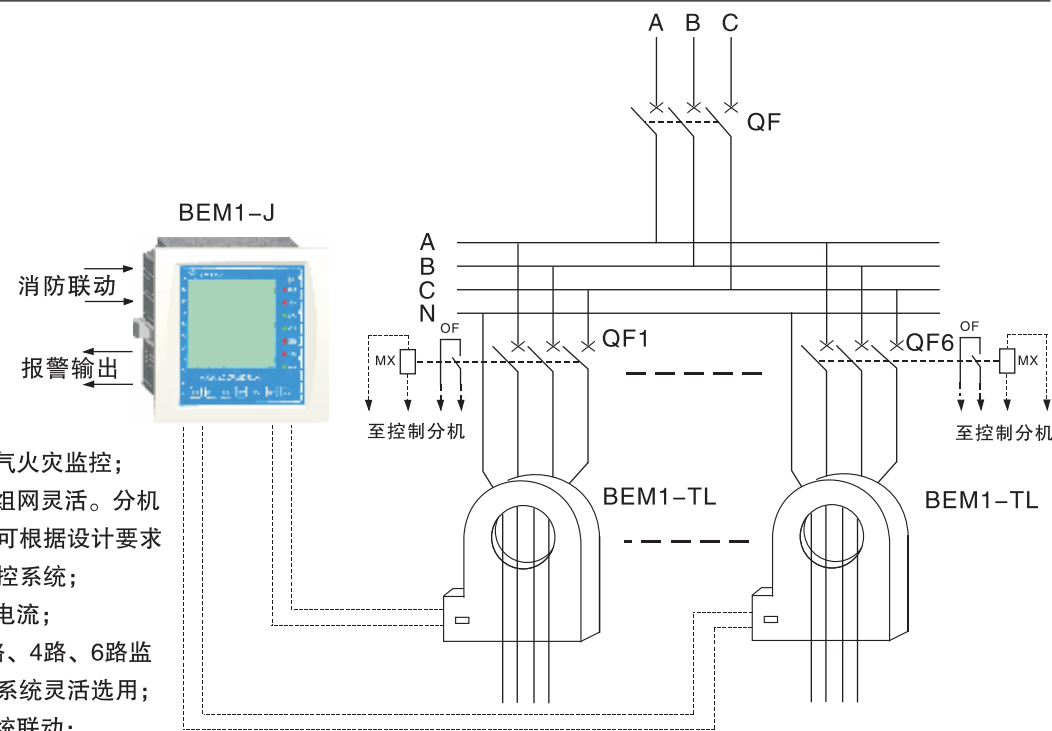 A B C
QF
BEM1-J
A
B
C
N
消防联动
报警输出
OF
MX
QF1
QF6
OF
MX
至控制分机
至控制分机
气火灾监控；
组网灵活。分机
可根据设计要求
控系统；
电流；
、4路、6路监
系统灵活选用；
统联动；
BEM1-TL
BEM1-TL